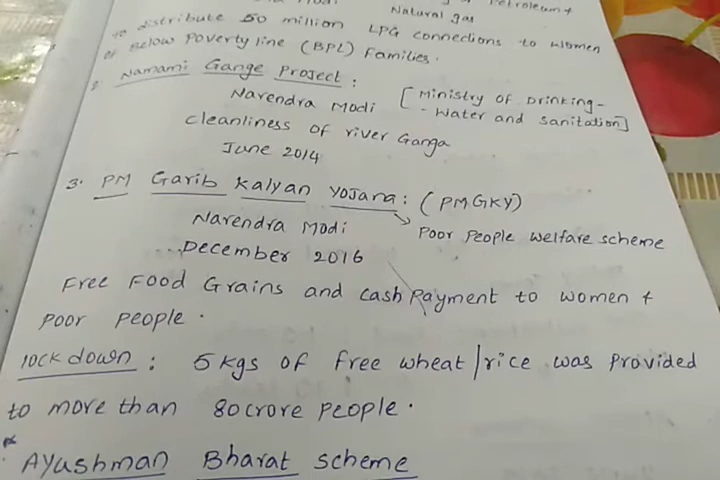 Petroleum +
Natural gas
to distribute 50 million LPG connections to women
of Below Poverty line (BPL) Families.
2. Namami Gange Project :
Narendra Modi [Ministry of Drinking-
- Water and Sanitation]
Cleanliness of river Ganga
June 2014
3. PM Garib Kalyan Yojana : (PMGKY)
Narendra Modi → Poor People welfare scheme
...December 2016
Free Food Grains and cash Payment to women +
Poor People.
lockdown : 5 kgs of free wheat/rice was provided
to more than 80 crore people.
Ayushman Bharat Scheme